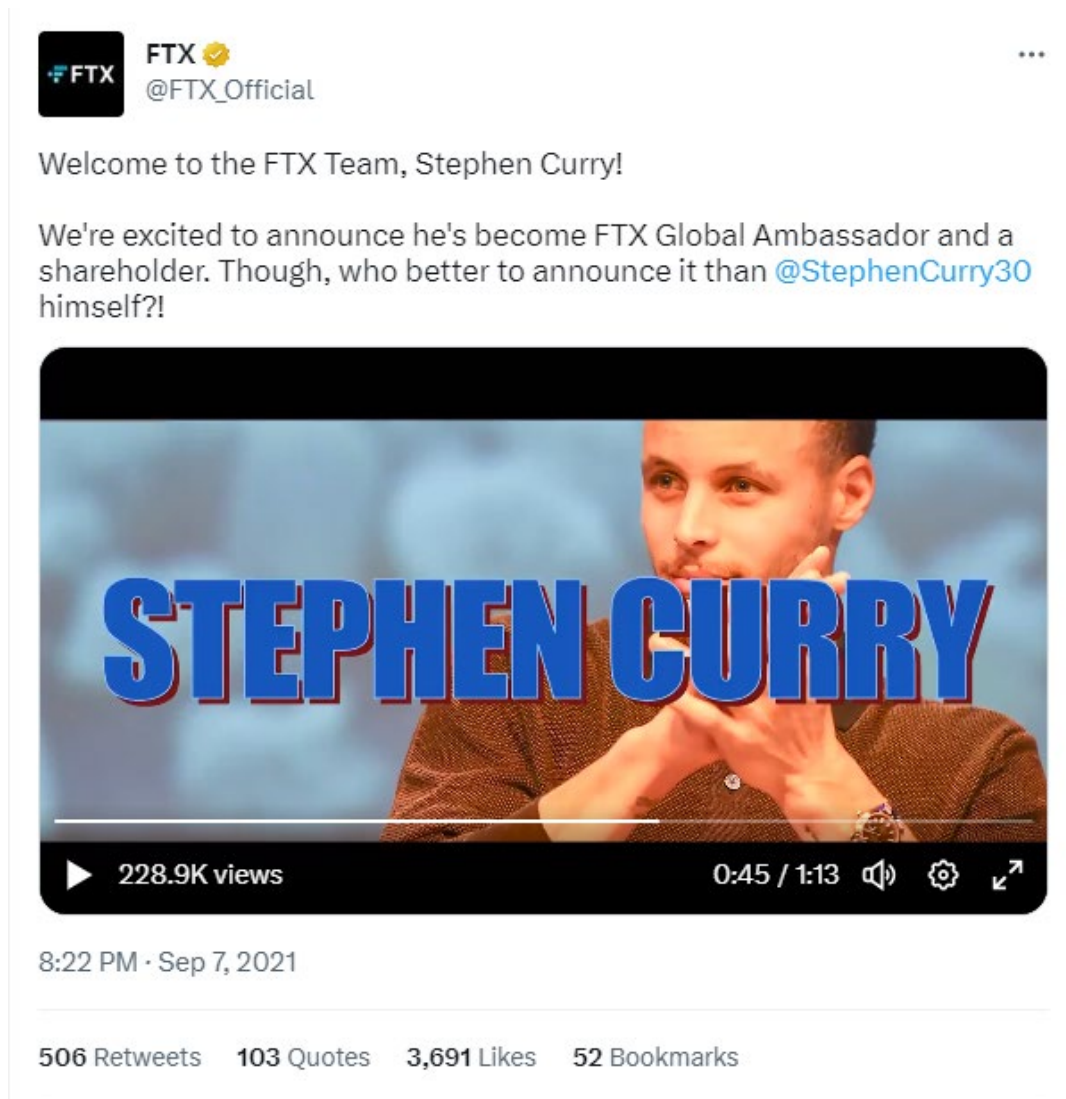 FTX
FTX
@FTX_Official
Welcome to the FTX Team, Stephen Curry!
We're excited to announce he's become FTX Global Ambassador and a
shareholder. Though, who better to announce it than @StephenCurry30
himself?!
STEPHEN CURRY
228.9K views
0:45 / 1:13
8:22 PM · Sep 7, 2021
506 Retweets 103 Quotes 3,691 Likes 52 Bookmarks